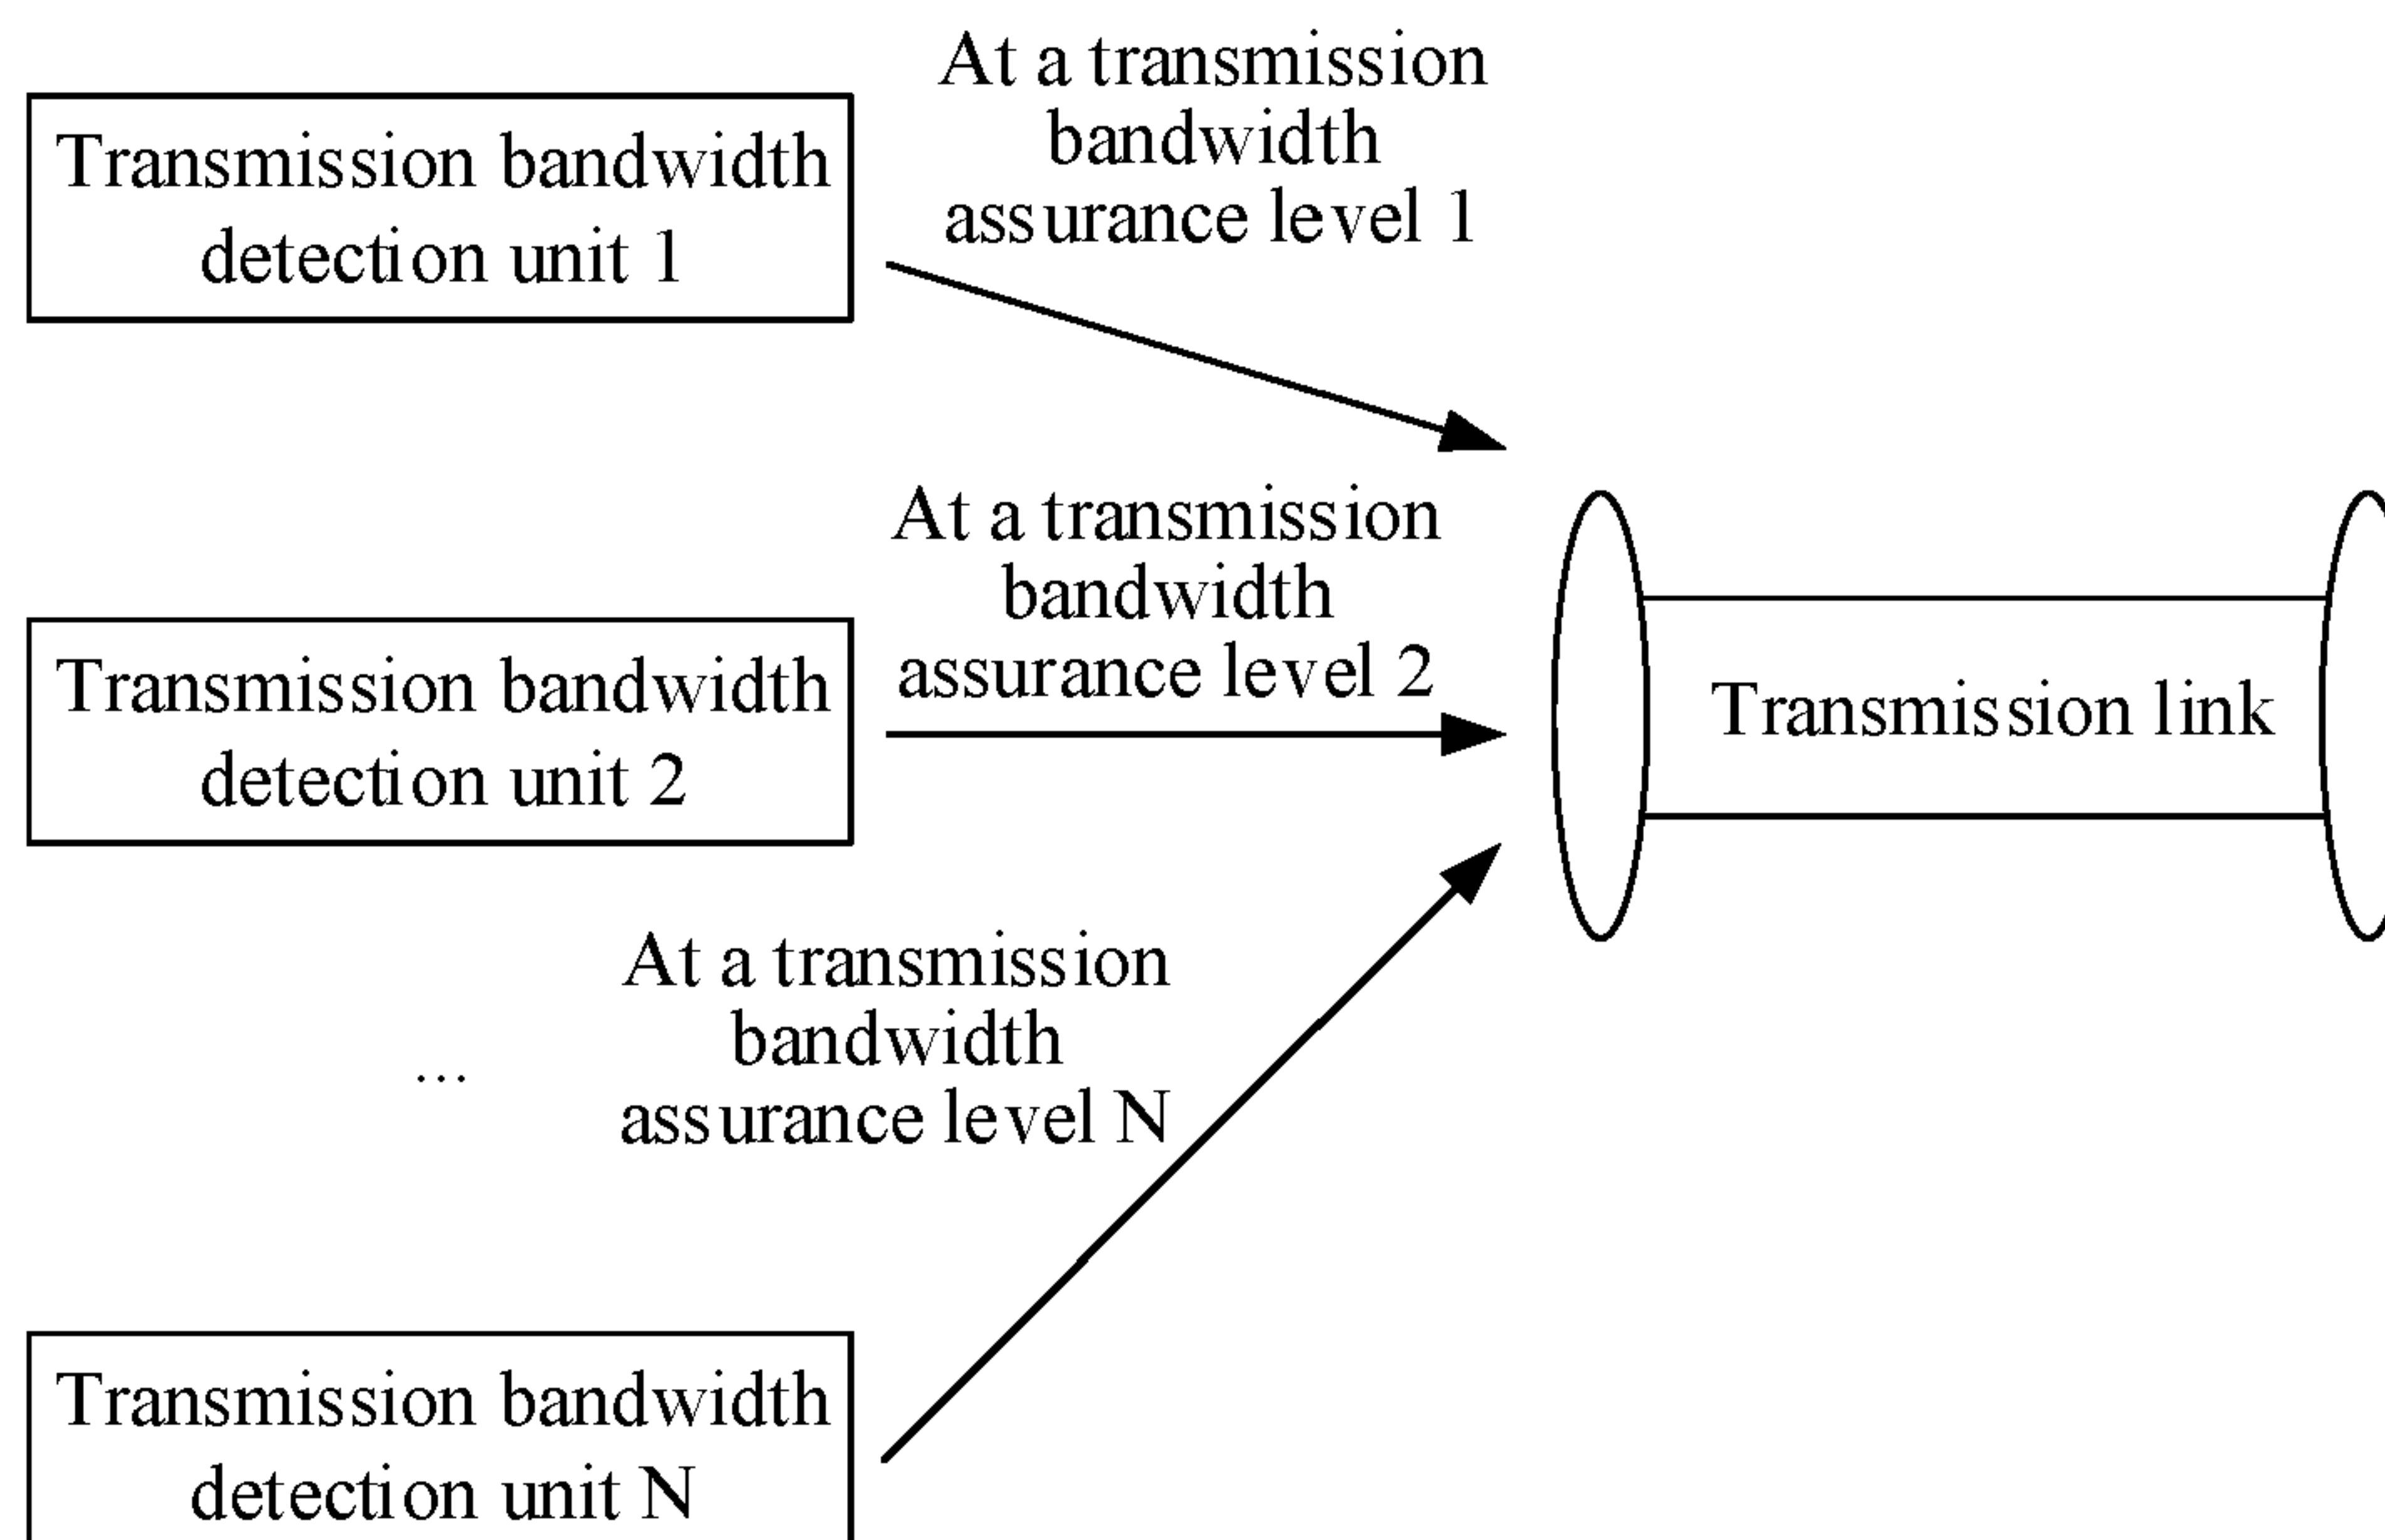 At a transmission
bandwidth
assurance level 1
Transmission bandwidth
detection unit 1
At a transmission
bandwidth
assurance level 2
Transmission bandwidth
detection unit 2
Transmission link
At a transmission
bandwidth
assurance level N
...
Transmission bandwidth
detection unit N